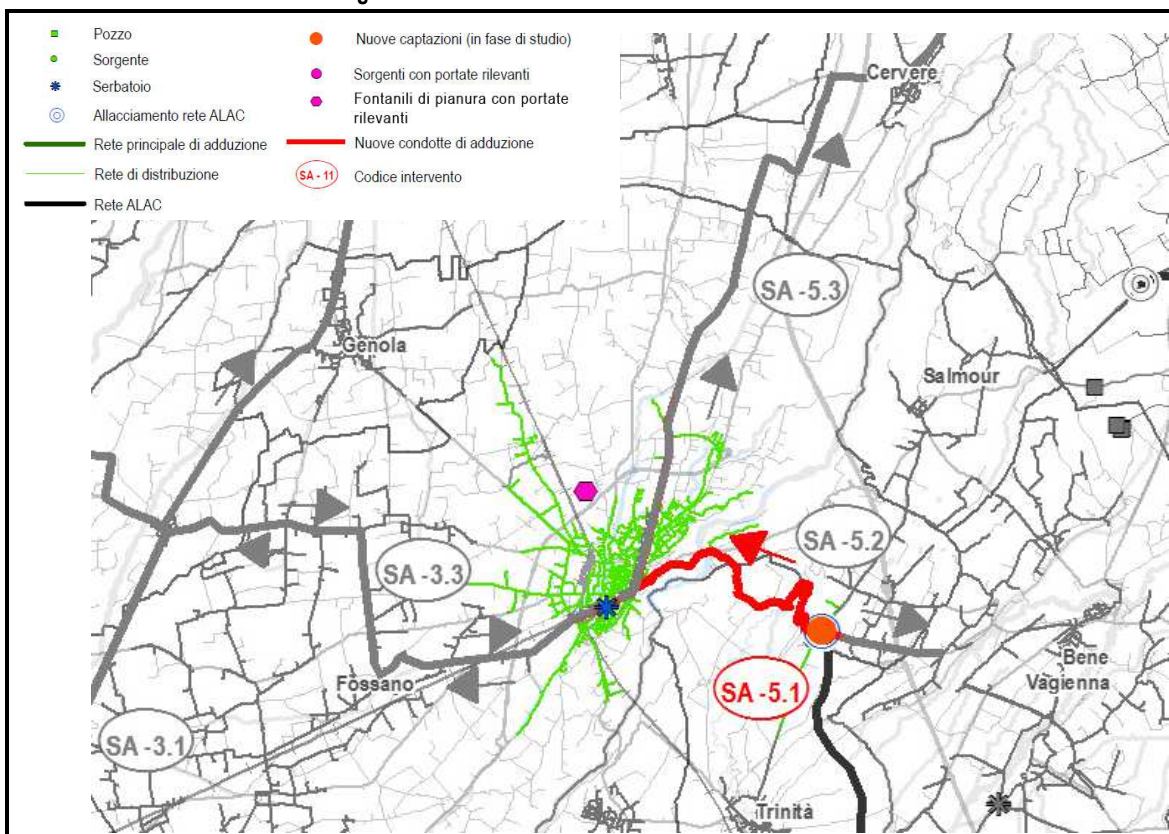 Pozzo
Sorgente
Serbatoio
Allacciamento rete ALAC
Rete principale di adduzione
Rete di distribuzione
Rete ALAC
Nuove captazioni (in fase di studio)
Sorgenti con portate rilevanti
Fontanili di pianura con portate
rilevanti
Nuove condotte di adduzione
SA - 11 Codice intervento
Cervere
SA -5.3
Genola
Salmour
SA -5.2
SA -3.3
Bene
Vagienna
Fossano
SA -5.1
SA -3.1
Trinità